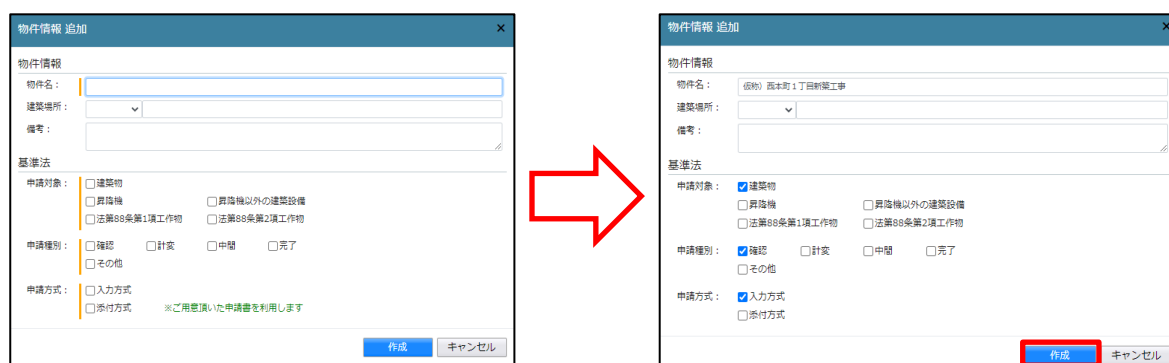 物件情報 追加 ×
物件情報
物件名：
建築場所：
備考：
基準法
申請対象： 建築物
昇降機 昇降機以外の建築設備
法第88条第1項工作物 法第88条第2項工作物
申請種別： 確認 計変 中間 完了
その他
申請方式： 入力方式
添付方式 ※ご用意頂いた申請書を利用します
作成 キャンセル
物件情報 追加 ×
物件情報
物件名： 仮称）西本町１丁目新築工事
建築場所：
備考：
基準法
申請対象： 建築物
昇降機 昇降機以外の建築設備
法第88条第1項工作物 法第88条第2項工作物
申請種別： 確認 計変 中間 完了
その他
申請方式： 入力方式
添付方式
作成 キャンセル